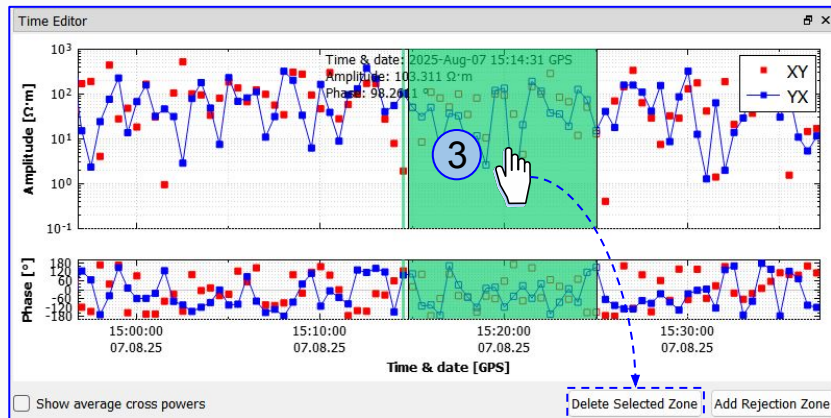 Time Editor
Time & date: 2025-Aug-07 15:14:31 GPS
Amplitude: 103.311 Ω·m
Phase: 98.2611 °
XY
YX
Amplitude [Ω·m]
10³
10²
10¹
10⁰
10⁻¹
3
Phase [°]
180
120
60
0
-60
-120
-180
15:00:00 15:10:00 15:20:00 15:30:00
07.08.25 07.08.25 07.08.25 07.08.25
Time & date [GPS]
Show average cross powers
Delete Selected Zone
Add Rejection Zone